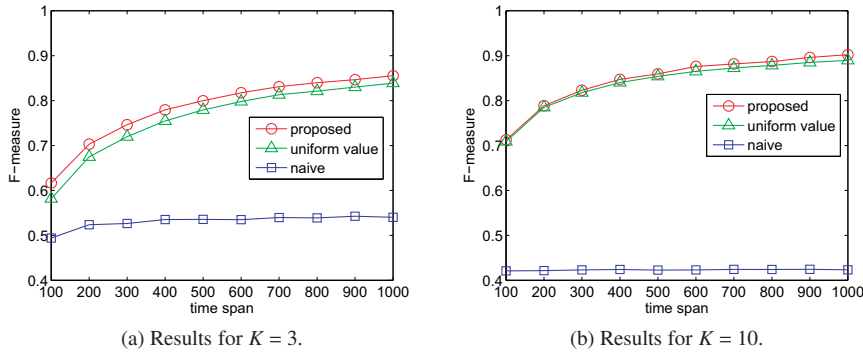 1
0.9
0.8
0.7
0.6
0.5
0.4
F−measure
proposed
uniform value
naive
100 200 300 400 500 600 700 800 900 1000
time span
(a) Results for K = 3.
1
0.9
0.8
0.7
0.6
0.5
0.4
F−measure
proposed
uniform value
naive
100 200 300 400 500 600 700 800 900 1000
time span
(b) Results for K = 10.